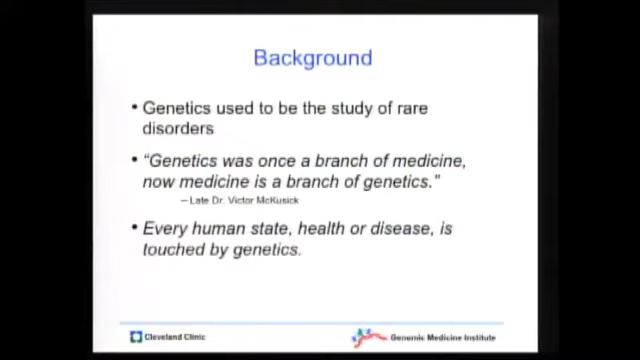 Background
• Genetics used to be the study of rare
disorders
• “Genetics was once a branch of medicine,
now medicine is a branch of genetics."
– Late Dr. Victor McKusick
• Every human state, health or disease, is
touched by genetics.
Cleveland Clinic
Genomic Medicine Institute